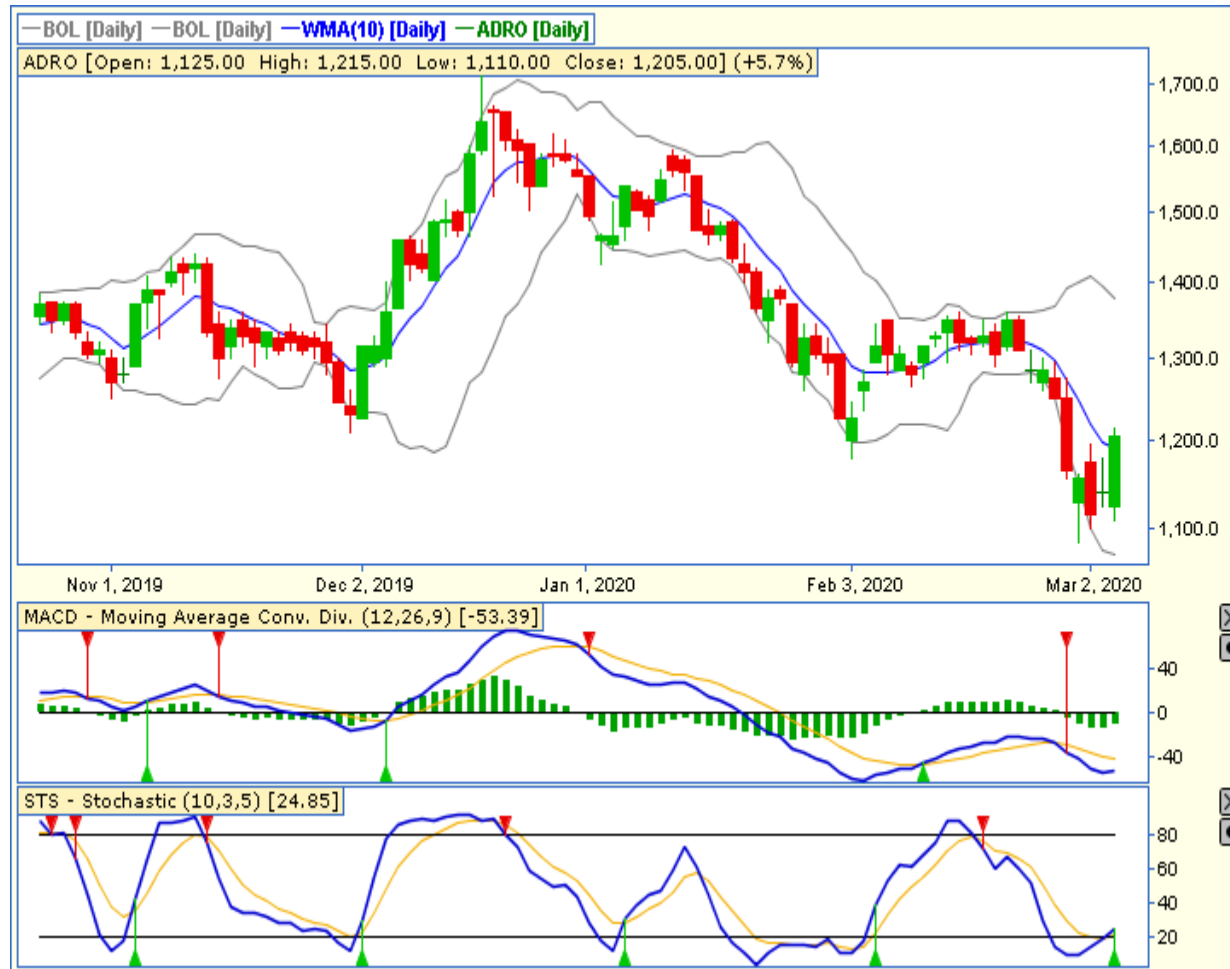 BOL [Daily] BOL [Daily] WMA(10) [Daily] ADRO [Daily]
ADRO [Open: 1,125.00 High: 1,215.00 Low: 1,110.00 Close: 1,205.00] (+5.7%)
1,700.0
1,600.0
1,500.0
1,400.0
1,300.0
1,200.0
1,100.0
Nov 1, 2019 Dec 2, 2019 Jan 1, 2020 Feb 3, 2020 Mar 2, 2020
MACD - Moving Average Conv. Div. (12,26,9) [-53.39]
40
0
-40
STS - Stochastic (10,3,5) [24.85]
80
60
40
20